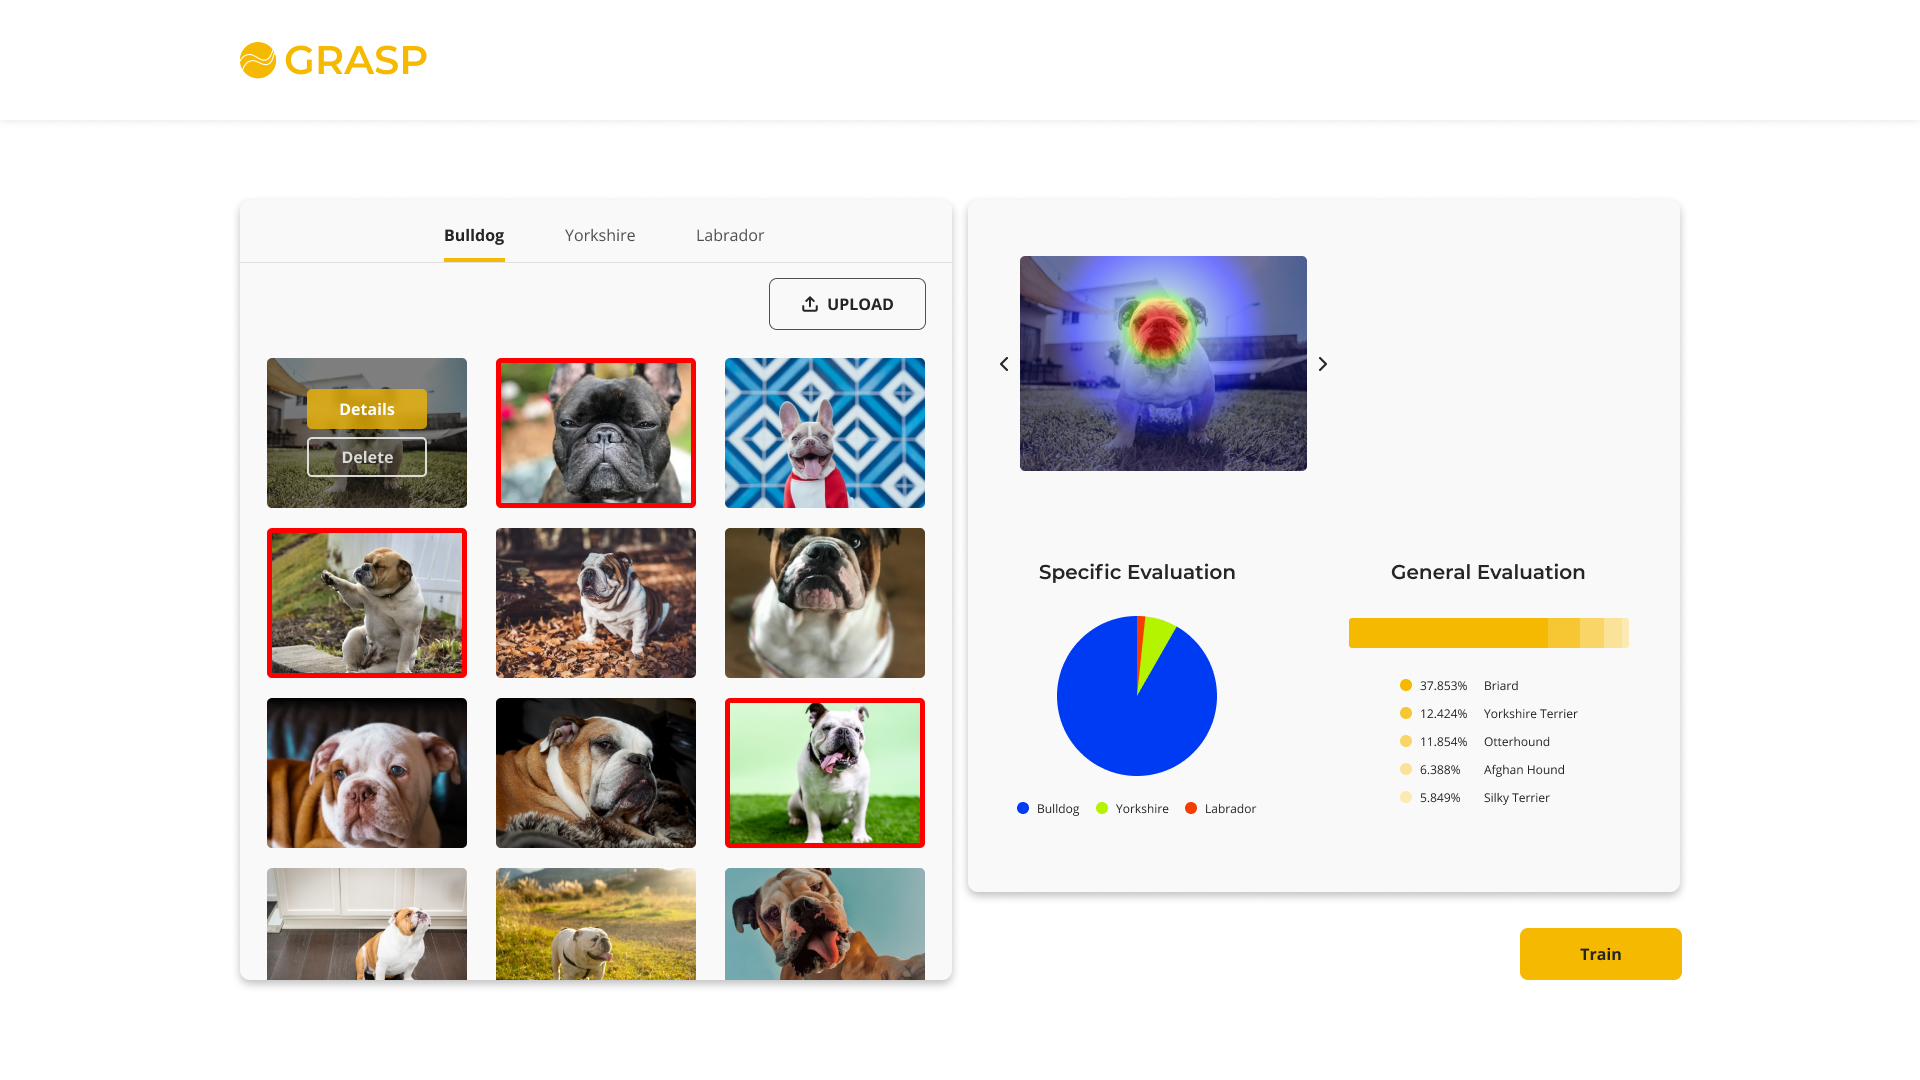 GRASP
Bulldog Yorkshire Labrador
UPLOAD
Details
Delete
Specific Evaluation
Bulldog Yorkshire Labrador
General Evaluation
37.853% Briard
12.424% Yorkshire Terrier
11.854% Otterhound
6.388% Afghan Hound
5.849% Silky Terrier
Train